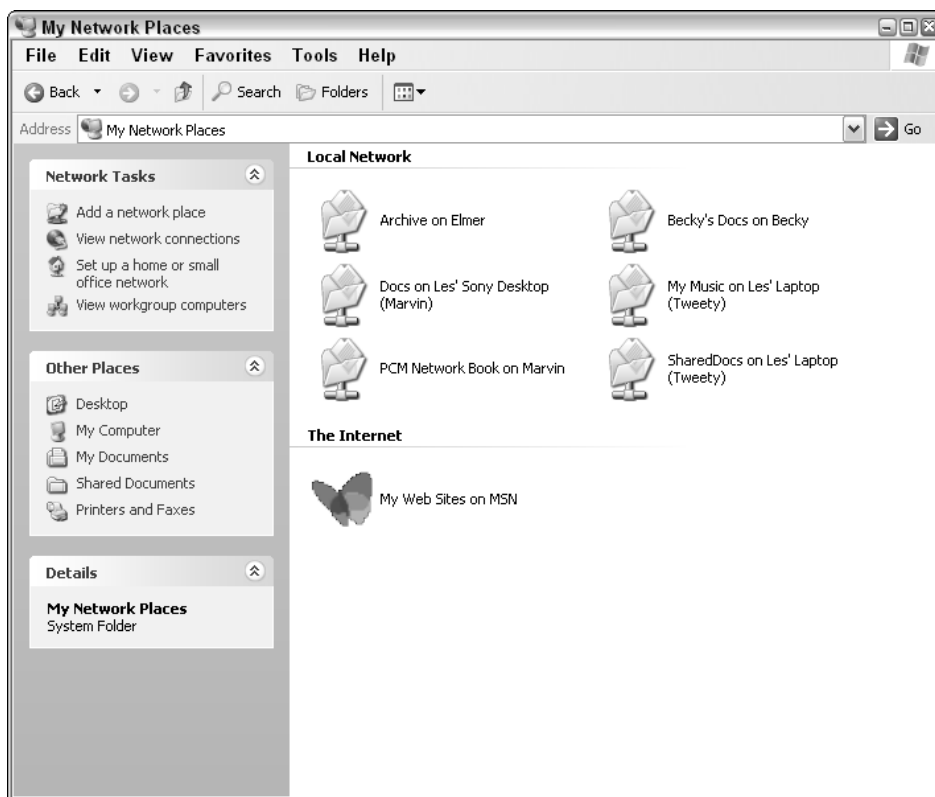 My Network Places
File Edit View Favorites Tools Help
Back Search Folders
Address My Network Places Go
Network Tasks
Add a network place
View network connections
Set up a home or small
office network
View workgroup computers
Other Places
Desktop
My Computer
My Documents
Shared Documents
Printers and Faxes
Details
My Network Places
System Folder
Local Network
Archive on Elmer
Becky's Docs on Becky
Docs on Les' Sony Desktop
(Marvin)
My Music on Les' Laptop
(Tweety)
PCM Network Book on Marvin
SharedDocs on Les' Laptop
(Tweety)
The Internet
My Web Sites on MSN